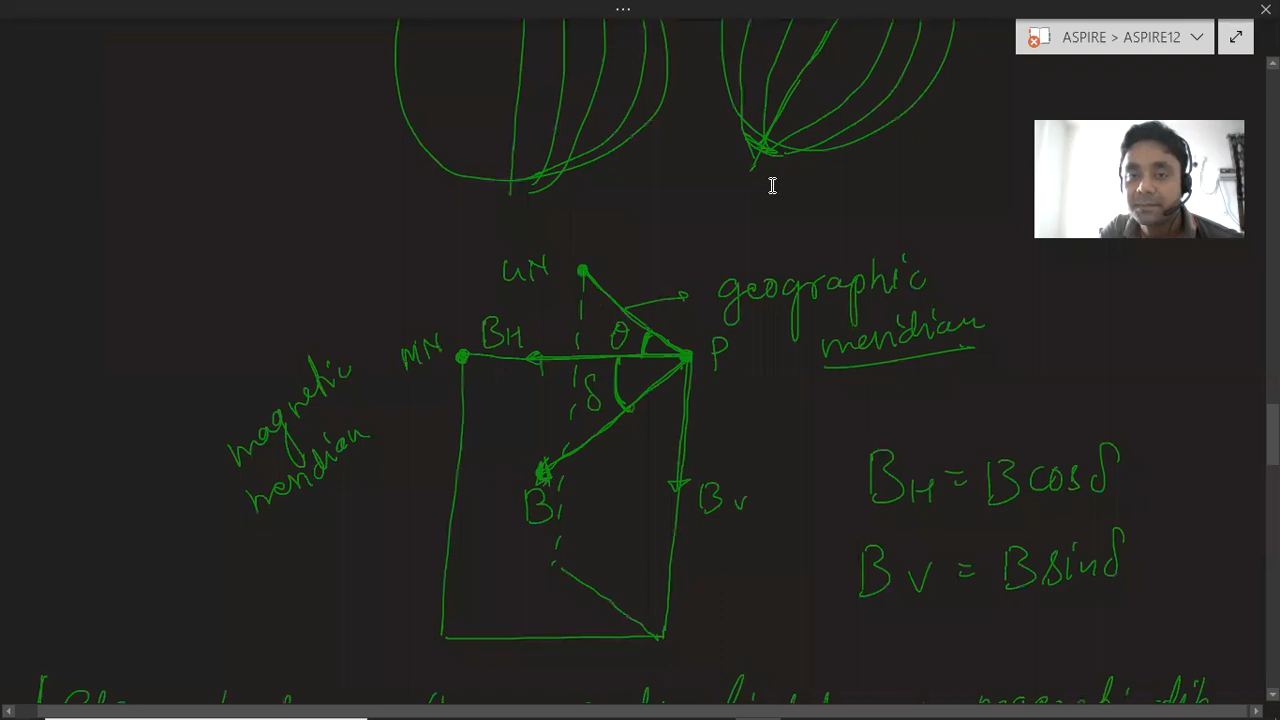 ASPIRE > ASPIRE12
GN
geographic
meridian
MN
BH
θ
P
magnetic
meridian
δ
B
Bv
BH = B cos δ
Bv = B sin δ